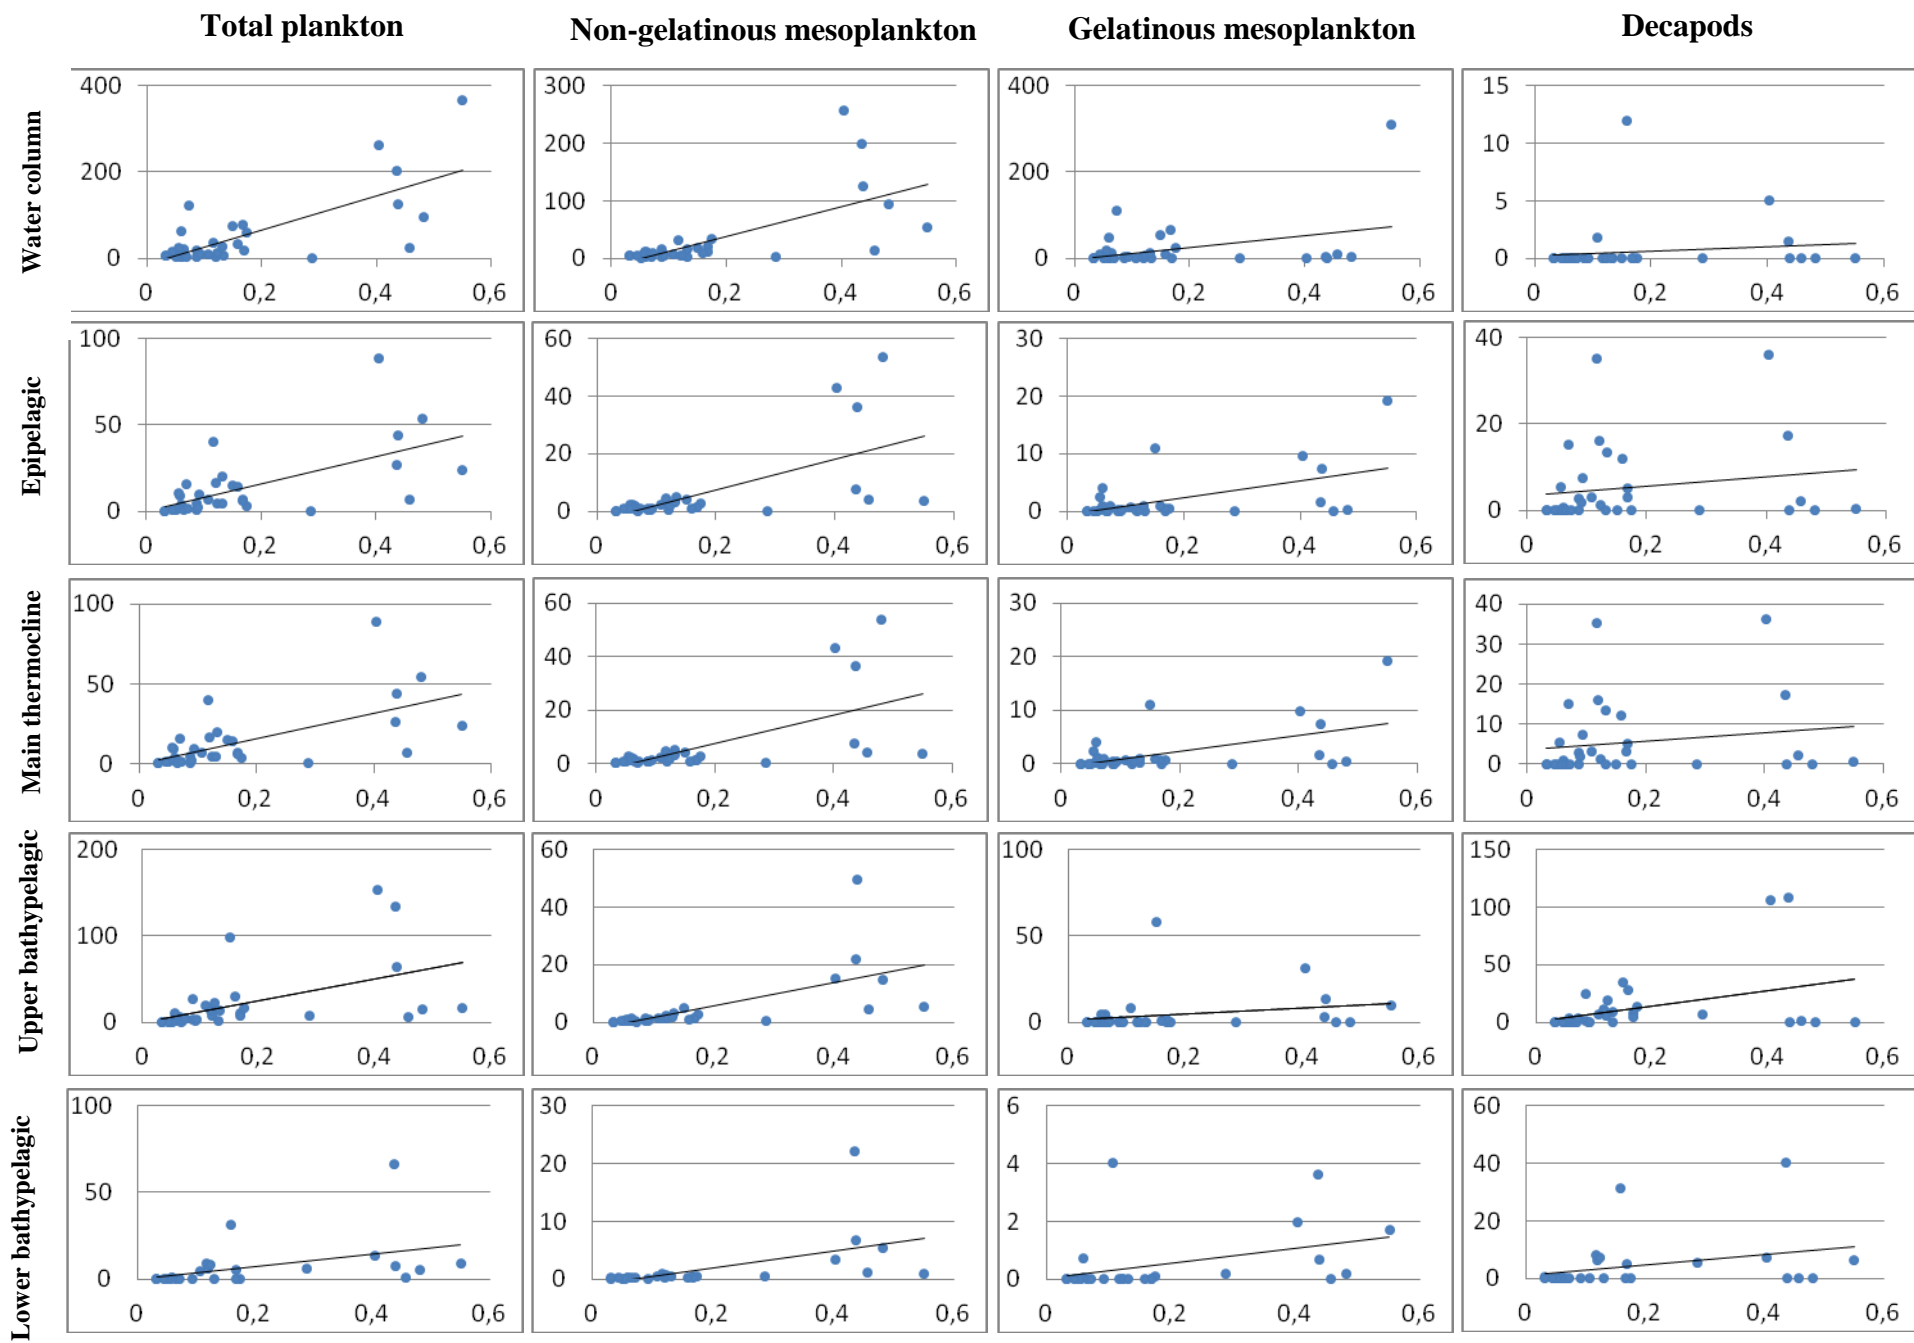 Total plankton Non-gelatinous mesoplankton Gelatinous mesoplankton Decapods
Water column
400 200 0
0 0,2 0,4 0,6
300 200 100 0
0 0,2 0,4 0,6
400 200 0
0 0,2 0,4 0,6
15 10 5 0
0 0,2 0,4 0,6
Epipelagic
100 50 0
0 0,2 0,4 0,6
60 40 20 0
0 0,2 0,4 0,6
30 20 10 0
0 0,2 0,4 0,6
40 20 0
0 0,2 0,4 0,6
Main thermocline
100 50 0
0 0,2 0,4 0,6
60 40 20 0
0 0,2 0,4 0,6
30 20 10 0
0 0,2 0,4 0,6
40 30 20 10 0
0 0,2 0,4 0,6
Upper bathypelagic
200 100 0
0 0,2 0,4 0,6
60 40 20 0
0 0,2 0,4 0,6
100 50 0
0 0,2 0,4 0,6
150 100 50 0
0 0,2 0,4 0,6
Lower bathypelagic
100 50 0
0 0,2 0,4 0,6
30 20 10 0
0 0,2 0,4 0,6
6 4 2 0
0 0,2 0,4 0,6
60 40 20 0
0 0,2 0,4 0,6